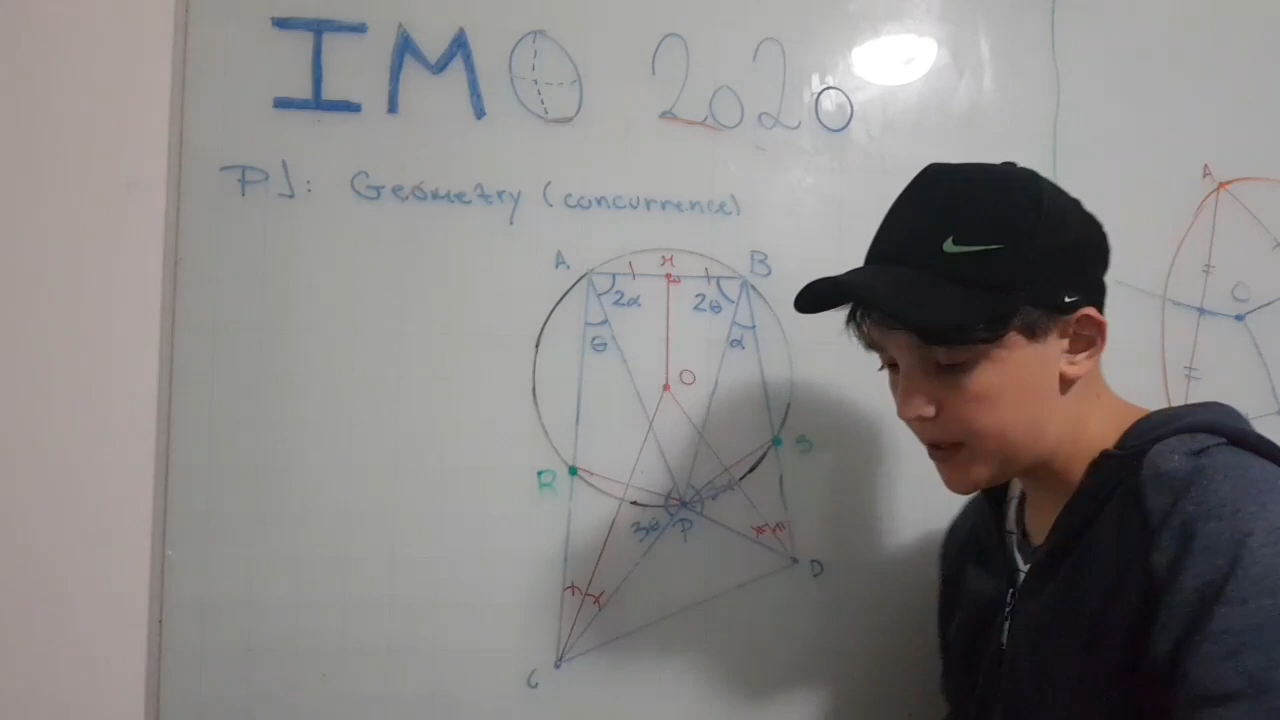 IMO 2020
P1: Geometry (concurrence)
A H B
2α 2θ
θ α
O
R S
3θ P
D
C
A
O